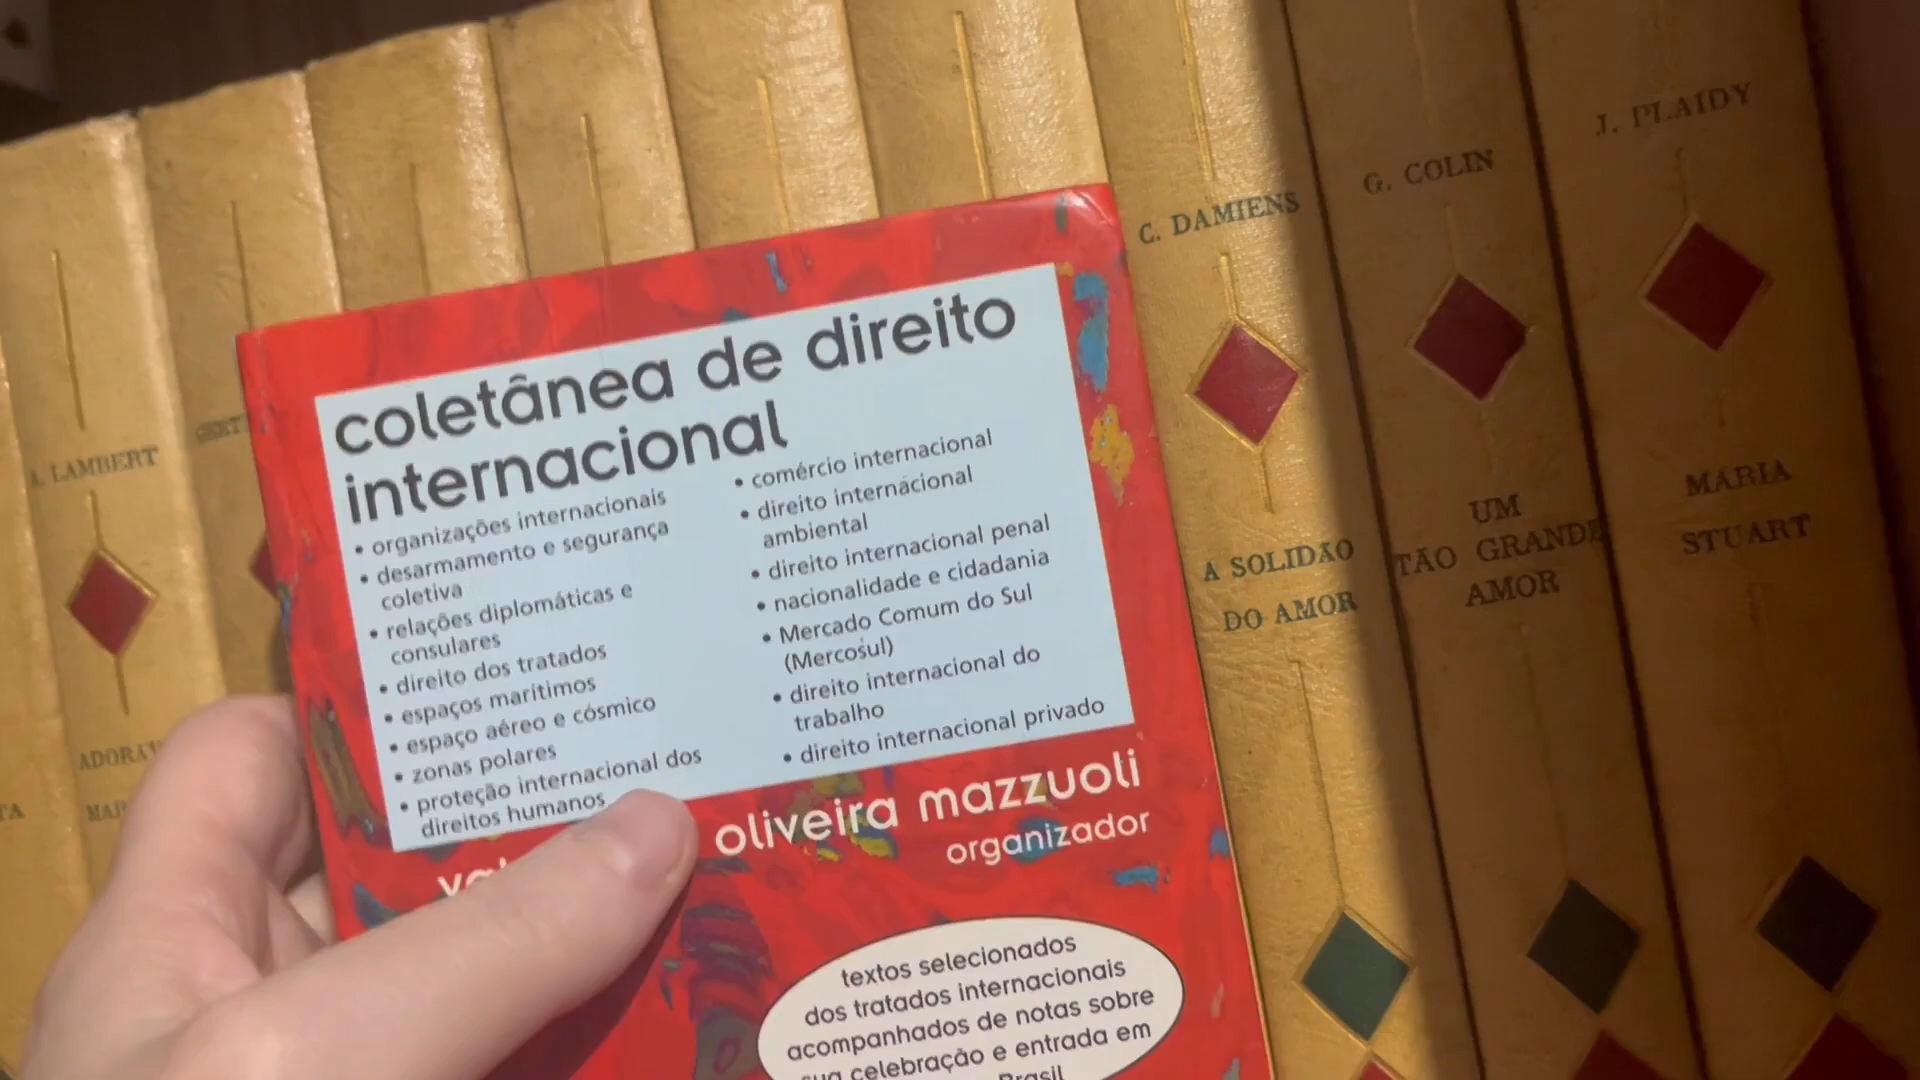 coletânea de direito
internacional
• organizações internacionais
• desarmamento e segurança
coletiva
• relações diplomáticas e
consulares
• direito dos tratados
• espaços marítimos
• espaço aéreo e cósmico
• zonas polares
• proteção internacional dos
direitos humanos
• comércio internacional
• direito internacional
ambiental
• direito internacional penal
• nacionalidade e cidadania
• Mercado Comum do Sul
(Mercosul)
• direito internacional do
trabalho
• direito internacional privado
oliveira mazzuoli
organizador
textos selecionados
dos tratados internacionais
acompanhados de notas sobre
sua celebração e entrada em
Brasil
LAMBERT
C. DAMIENS
A SOLIDÃO
DO AMOR
G. COLIN
UM
TÃO GRANDE
AMOR
J. PLAIDY
MARIA
STUART